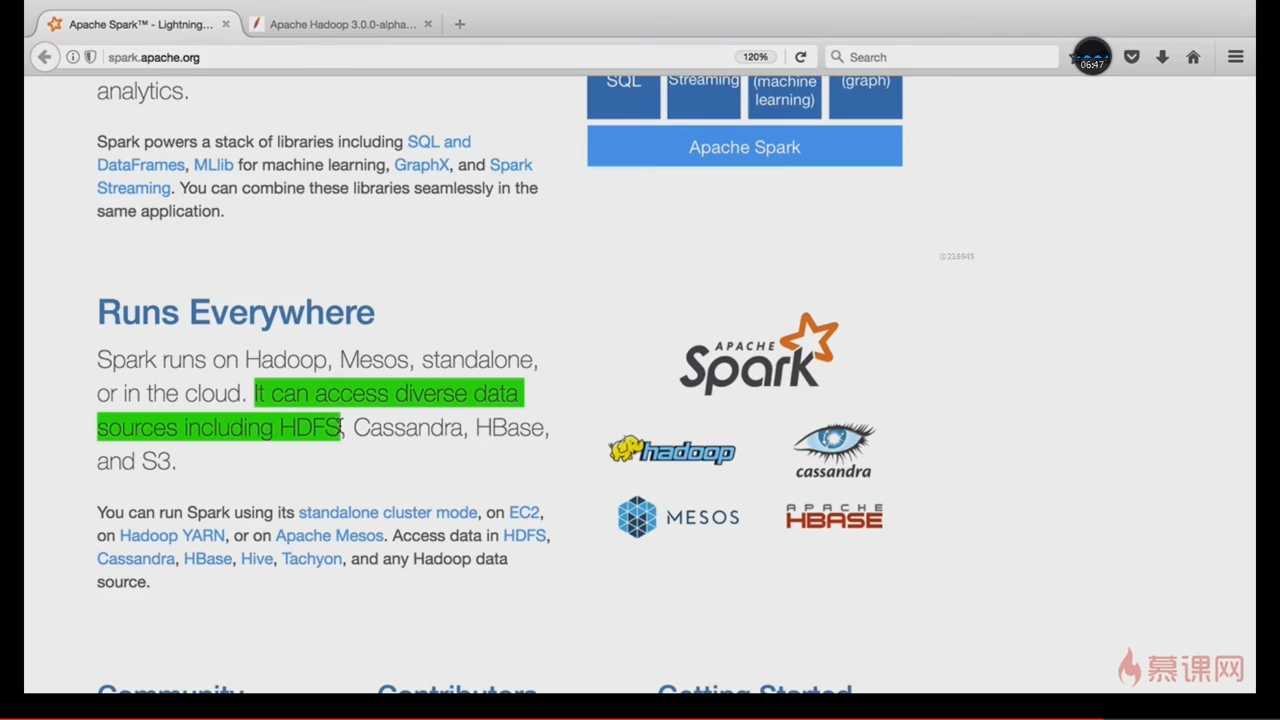 Apache Spark™ - Lightning...
Apache Hadoop 3.0.0-alpha...
spark.apache.org
120%
Search
06:47
analytics.
Spark powers a stack of libraries including SQL and
DataFrames, MLlib for machine learning, GraphX, and Spark
Streaming. You can combine these libraries seamlessly in the
same application.
SQL
Streaming
(machine
learning)
(graph)
Apache Spark
@216945
Runs Everywhere
Spark runs on Hadoop, Mesos, standalone,
or in the cloud. It can access diverse data
sources including HDFS, Cassandra, HBase,
and S3.
You can run Spark using its standalone cluster mode, on EC2,
on Hadoop YARN, or on Apache Mesos. Access data in HDFS,
Cassandra, HBase, Hive, Tachyon, and any Hadoop data
source.
APACHE
Spark
hadoop
cassandra
MESOS
APACHE
HBASE
慕课网
Community
Contributors
Getting Started